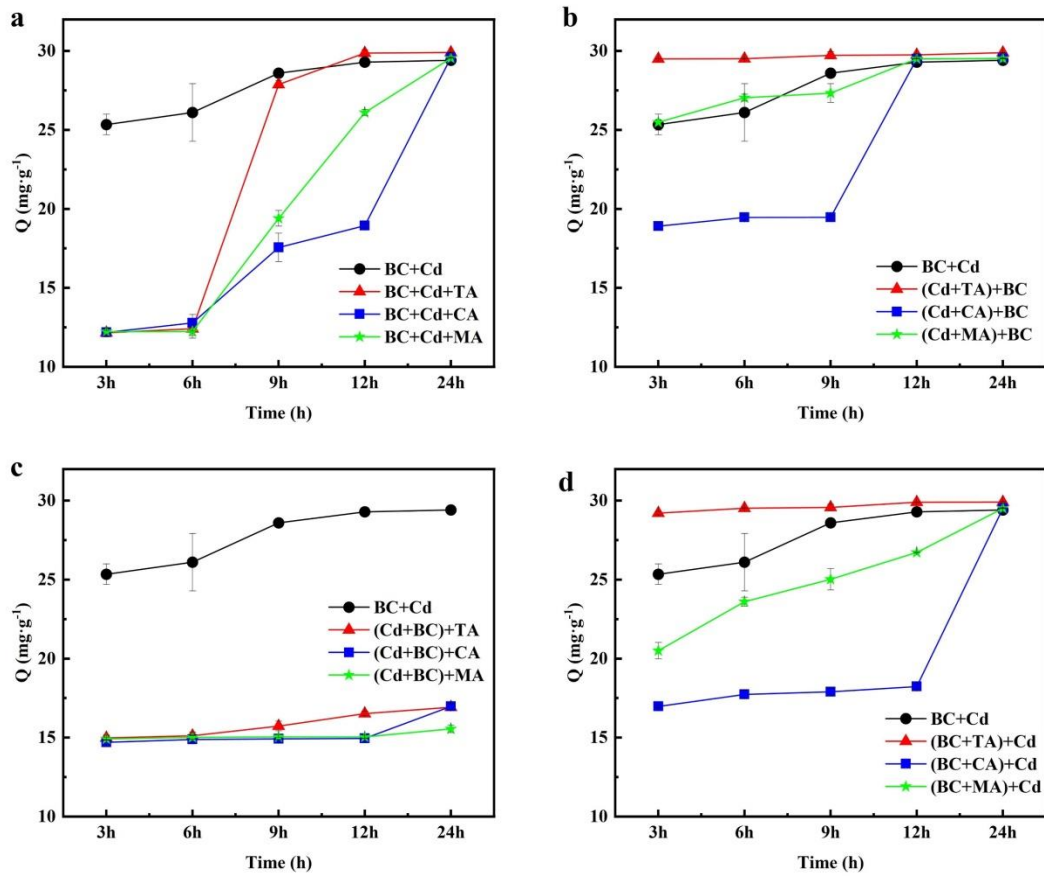 a
30
25
20
15
10
Q (mg·g⁻¹)
BC+Cd
BC+Cd+TA
BC+Cd+CA
BC+Cd+MA
3h 6h 9h 12h 24h
Time (h)
b
30
25
20
15
10
Q (mg·g⁻¹)
BC+Cd
(Cd+TA)+BC
(Cd+CA)+BC
(Cd+MA)+BC
3h 6h 9h 12h 24h
Time (h)
c
30
25
20
15
10
Q (mg·g⁻¹)
BC+Cd
(Cd+BC)+TA
(Cd+BC)+CA
(Cd+BC)+MA
3h 6h 9h 12h 24h
Time (h)
d
30
25
20
15
10
Q (mg·g⁻¹)
BC+Cd
(BC+TA)+Cd
(BC+CA)+Cd
(BC+MA)+Cd
3h 6h 9h 12h 24h
Time (h)